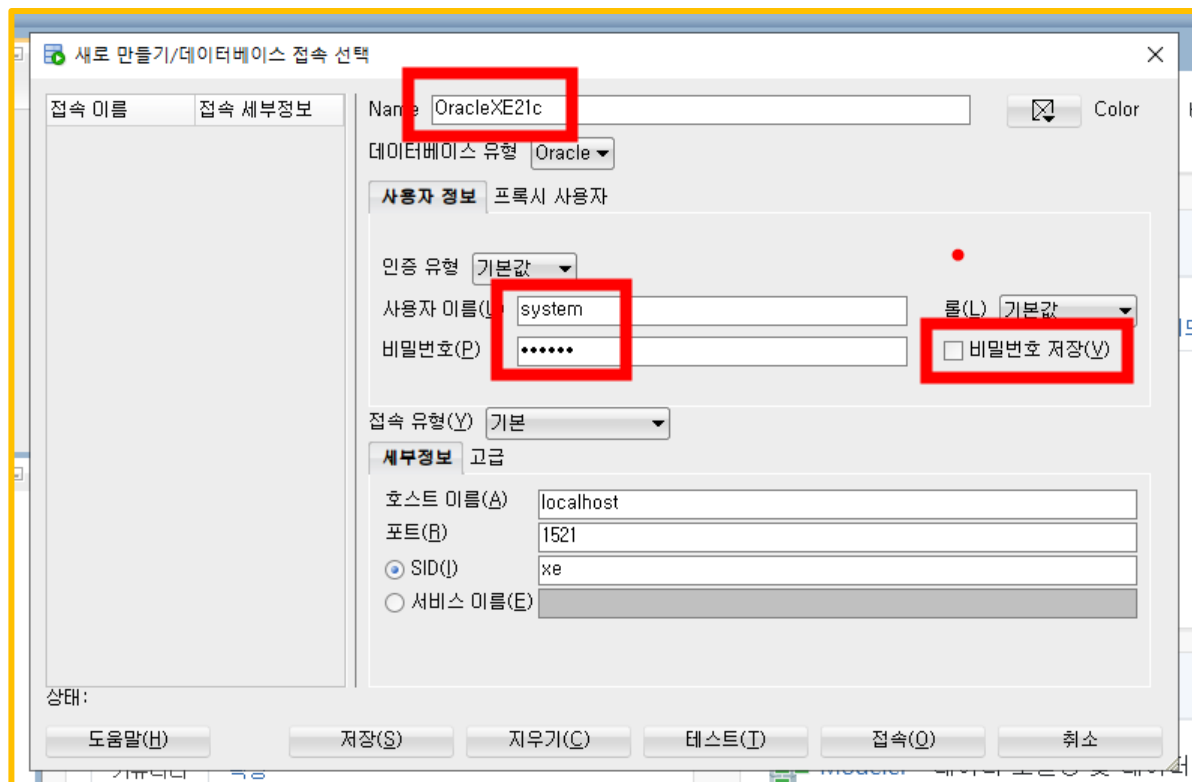 새로 만들기/데이터베이스 접속 선택
접속 이름 접속 세부정보
Name OracleXE21c Color
데이터베이스 유형 Oracle
사용자 정보 프록시 사용자
인증 유형 기본값
사용자 이름(U) system 롤(L) 기본값
비밀번호(P) •••••• 비밀번호 저장(V)
접속 유형(Y) 기본
세부정보 고급
호스트 이름(A) localhost
포트(R) 1521
SID(I) xe
서비스 이름(E)
상태:
도움말(H) 저장(S) 지우기(C) 테스트(T) 접속(O) 취소